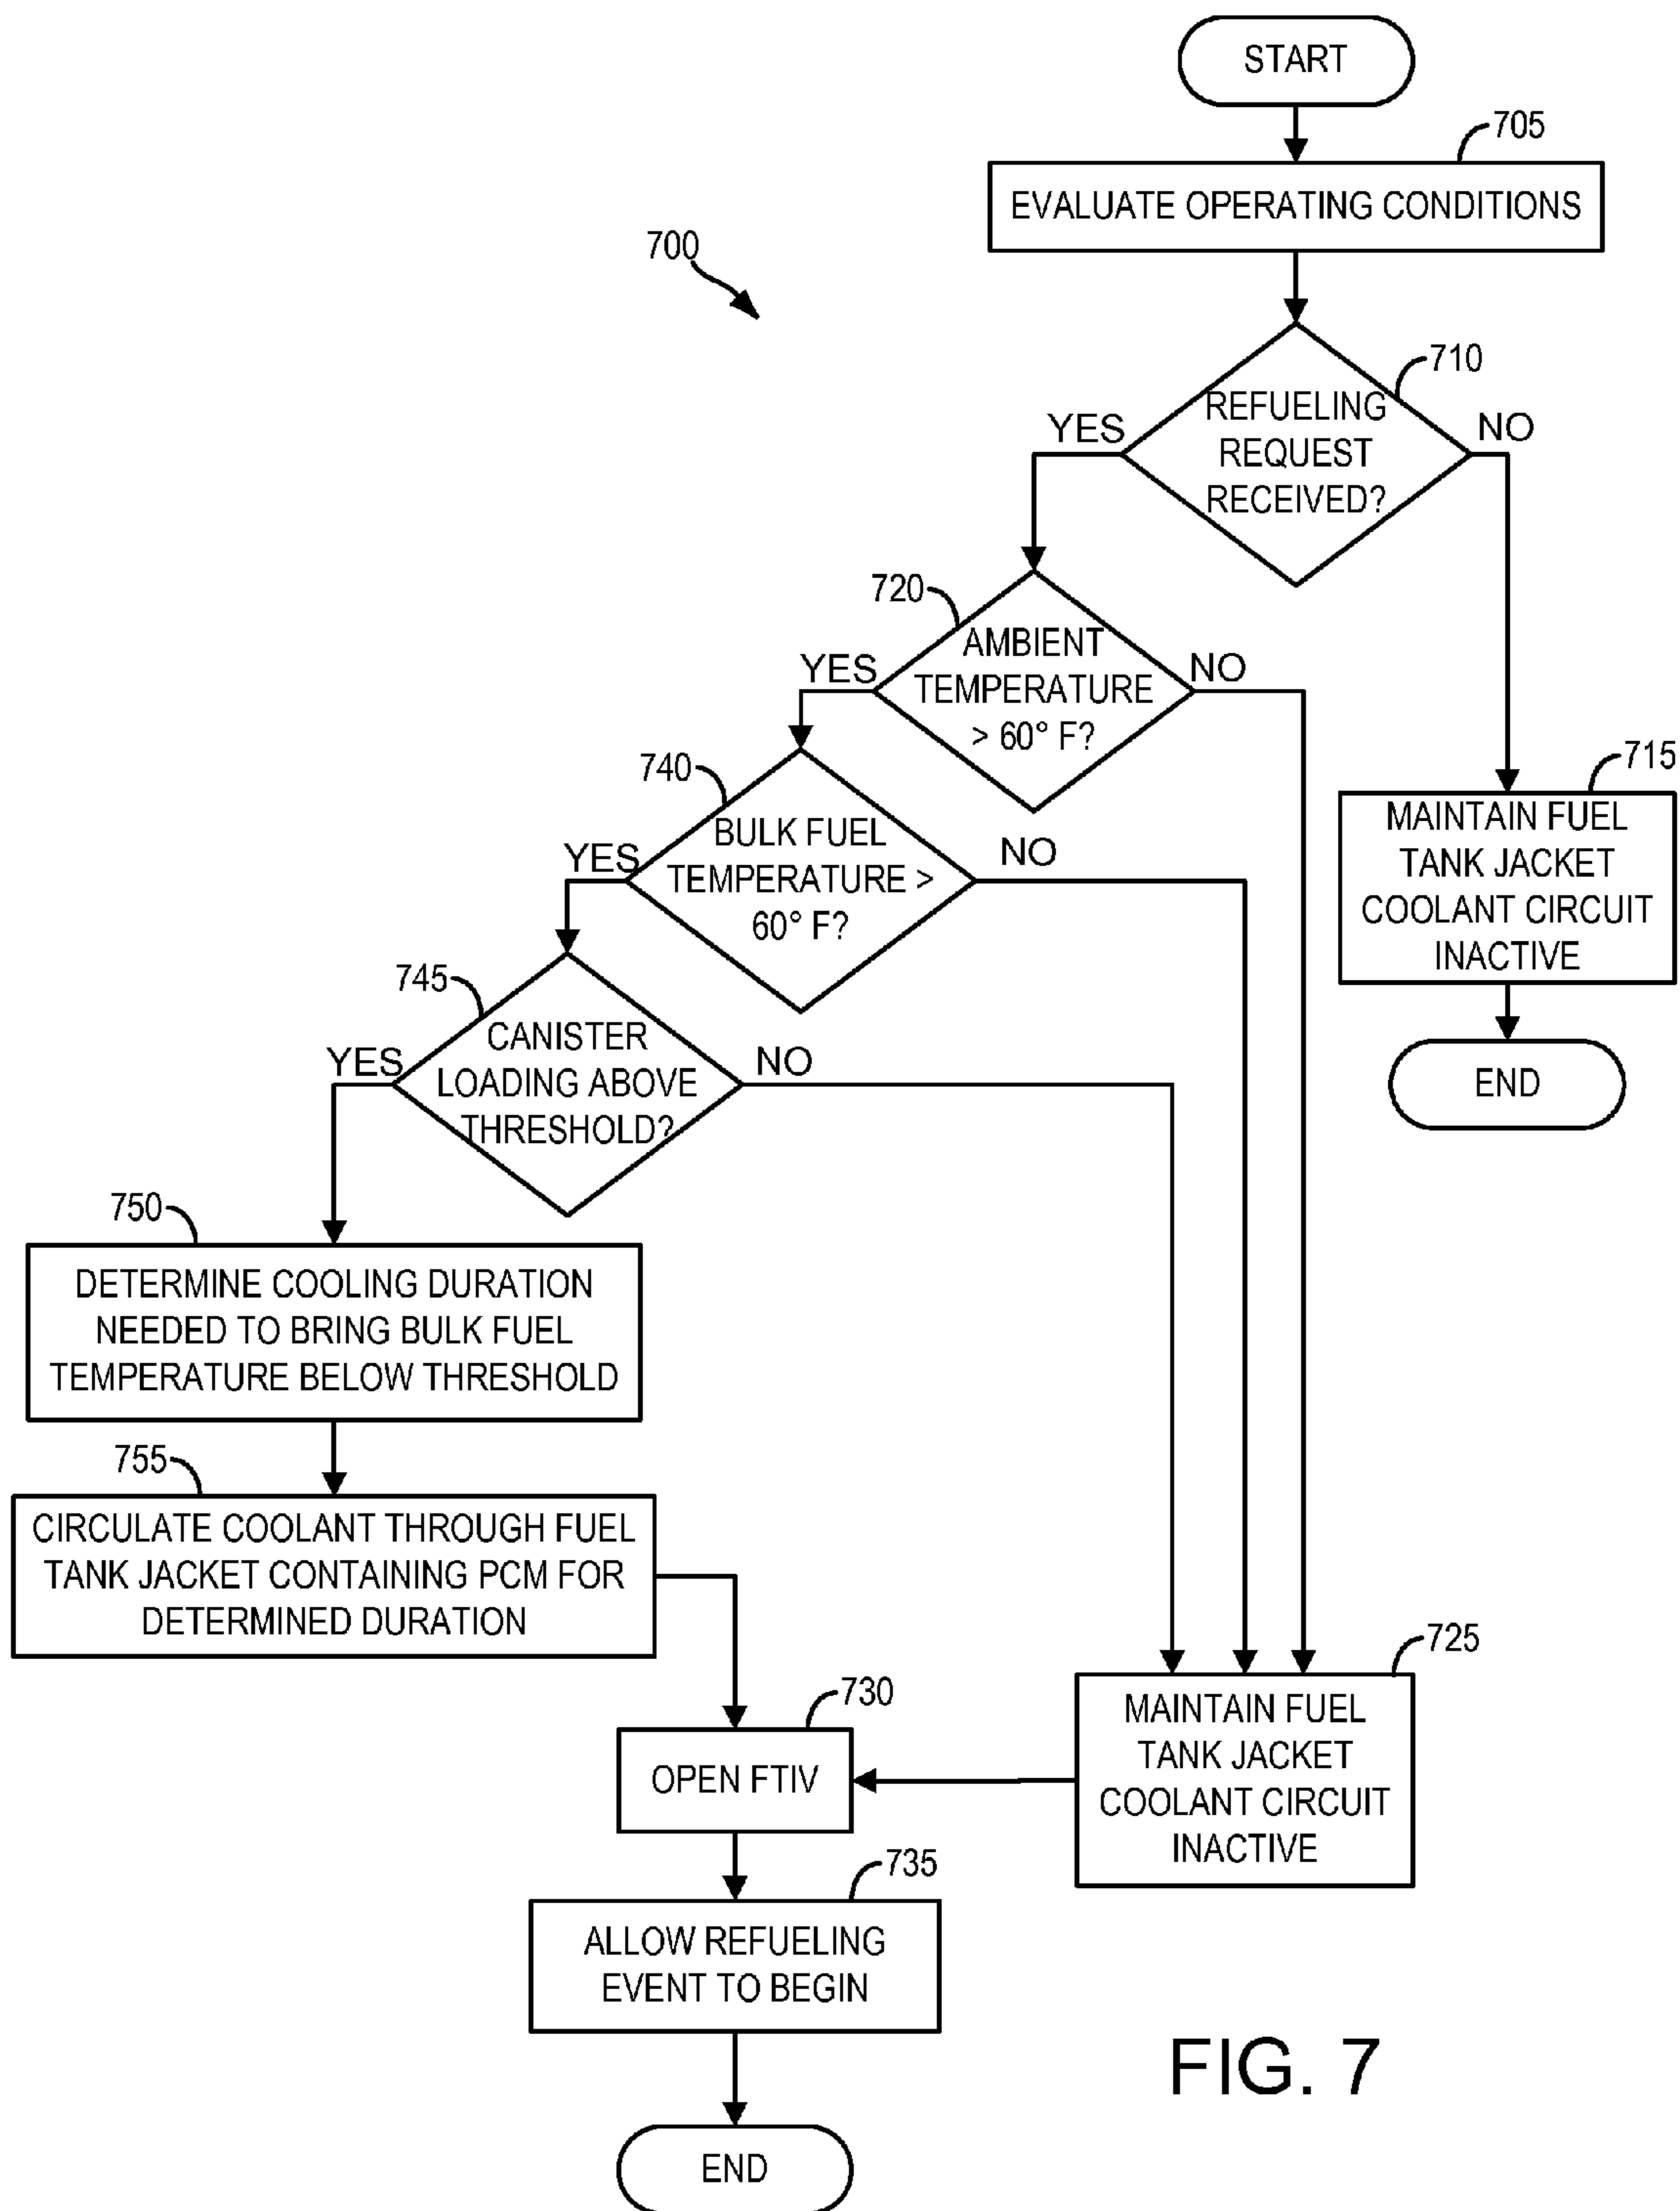 START
705
EVALUATE OPERATING CONDITIONS
700
710
REFUELING
REQUEST
RECEIVED?
YES
NO
720
AMBIENT
TEMPERATURE
> 60° F?
YES
NO
715
MAINTAIN FUEL
TANK JACKET
COOLANT CIRCUIT
INACTIVE
END
740
BULK FUEL
TEMPERATURE >
60° F?
YES
NO
745
CANISTER
LOADING ABOVE
THRESHOLD?
YES
NO
750
DETERMINE COOLING DURATION
NEEDED TO BRING BULK FUEL
TEMPERATURE BELOW THRESHOLD
755
CIRCULATE COOLANT THROUGH FUEL
TANK JACKET CONTAINING PCM FOR
DETERMINED DURATION
725
MAINTAIN FUEL
TANK JACKET
COOLANT CIRCUIT
INACTIVE
730
OPEN FTIV
735
ALLOW REFUELING
EVENT TO BEGIN
END
FIG. 7